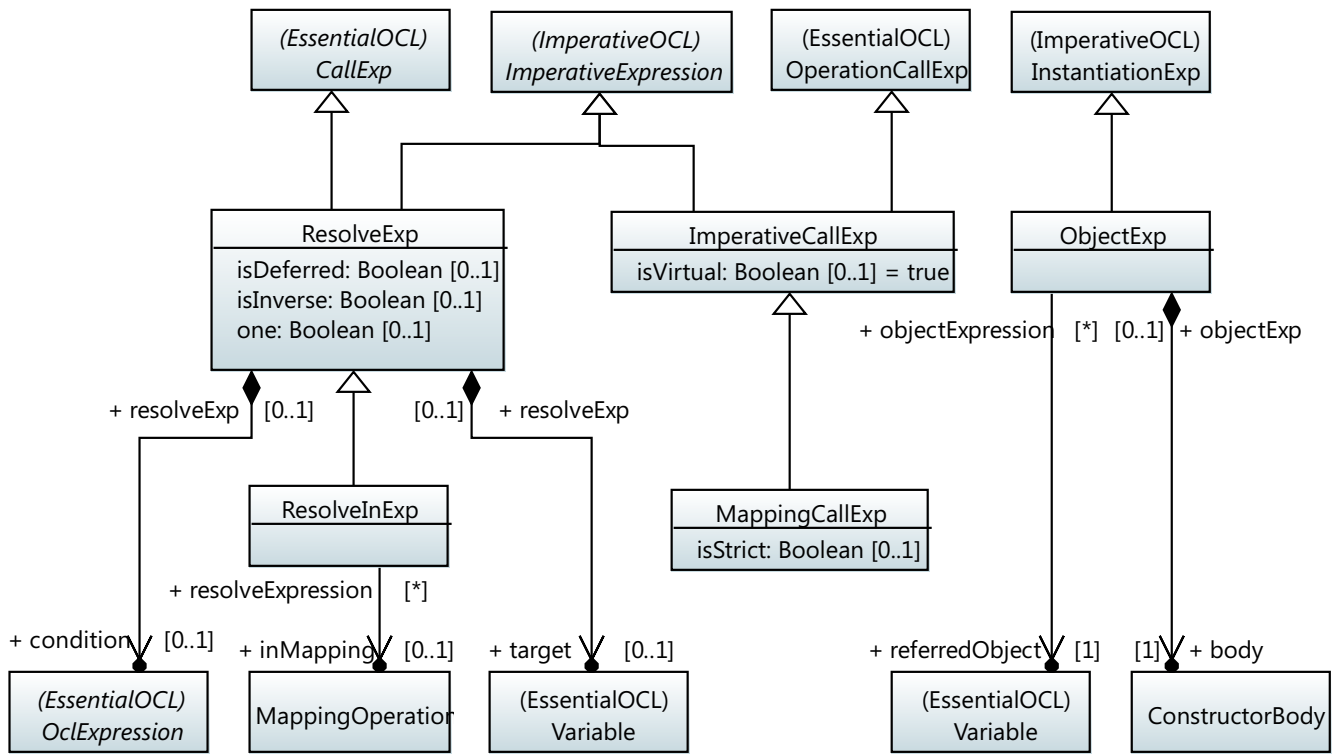 (EssentialOCL)
CallExp
(ImperativeOCL)
ImperativeExpression
(EssentialOCL)
OperationCallExp
(ImperativeOCL)
InstantiationExp
ResolveExp
isDeferred: Boolean [0..1]
isInverse: Boolean [0..1]
one: Boolean [0..1]
ImperativeCallExp
isVirtual: Boolean [0..1] = true
ObjectExp
+ objectExpression [*] [0..1] + objectExp
+ resolveExp [0..1] [0..1] + resolveExp
ResolveInExp
MappingCallExp
isStrict: Boolean [0..1]
+ resolveExpression [*]
+ condition [0..1] + inMapping [0..1] + target [0..1] + referredObject [1] [1] + body
(EssentialOCL)
OclExpression
MappingOperation
(EssentialOCL)
Variable
(EssentialOCL)
Variable
ConstructorBody